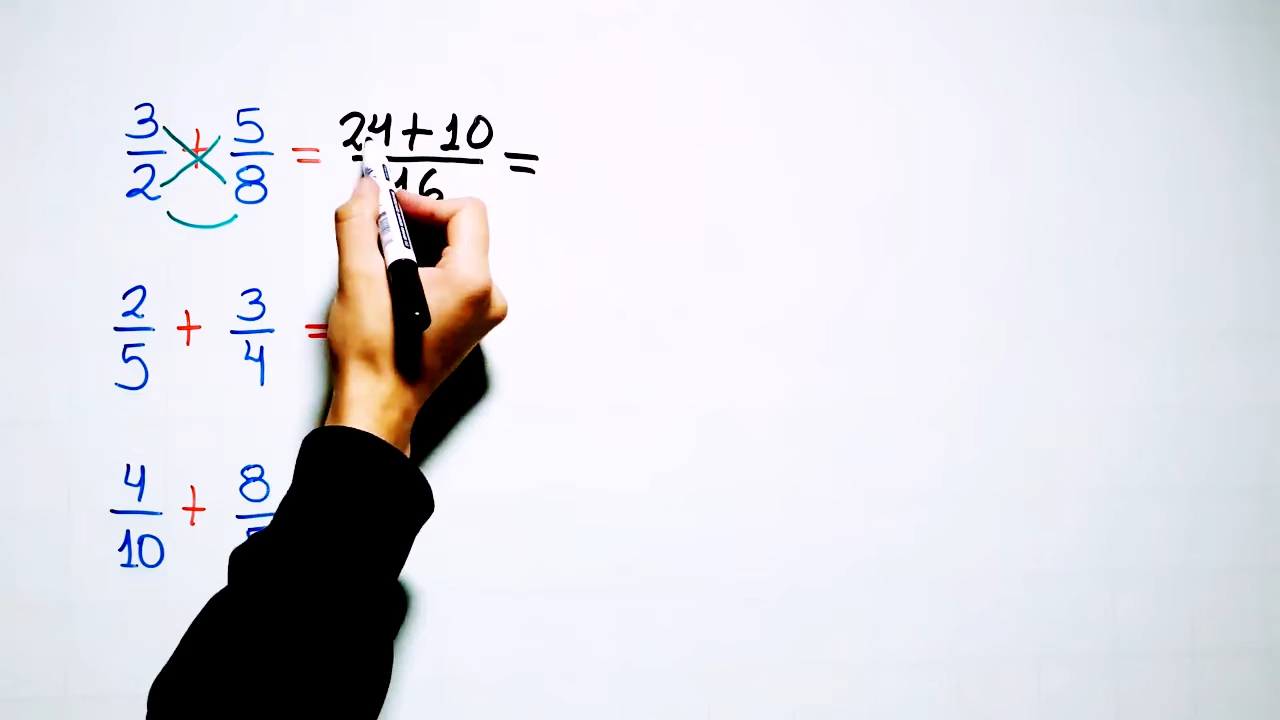 3/2 + 5/8 = 24+10/16 =
2/5 + 3/4 =
4/10 + 8/